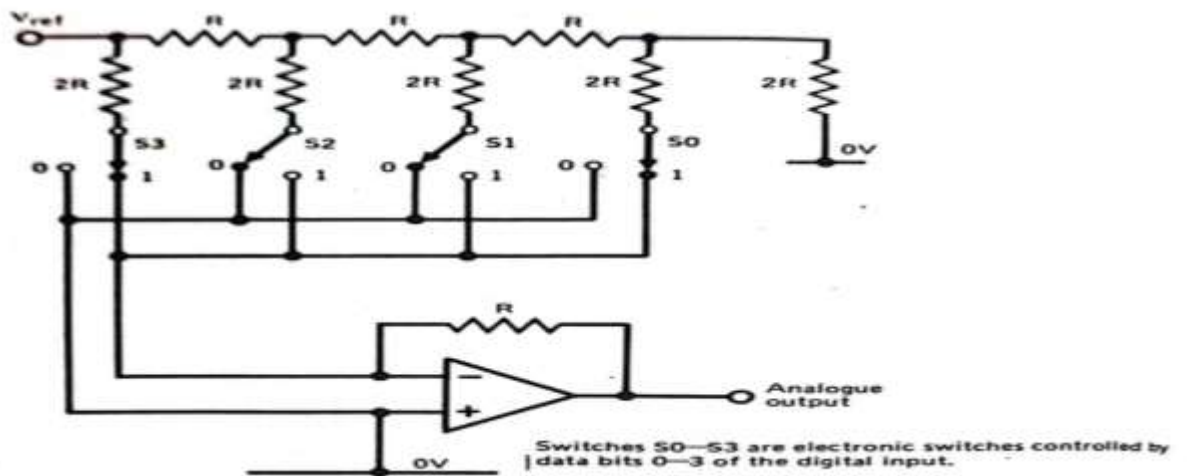 Vref
R
R
R
2R
2R
2R
2R
2R
S3
S2
S1
S0
0
1
0
1
0
1
0
1
0V
R
−
+
Analogue
output
0V
Switches S0—S3 are electronic switches controlled by
data bits 0—3 of the digital input.